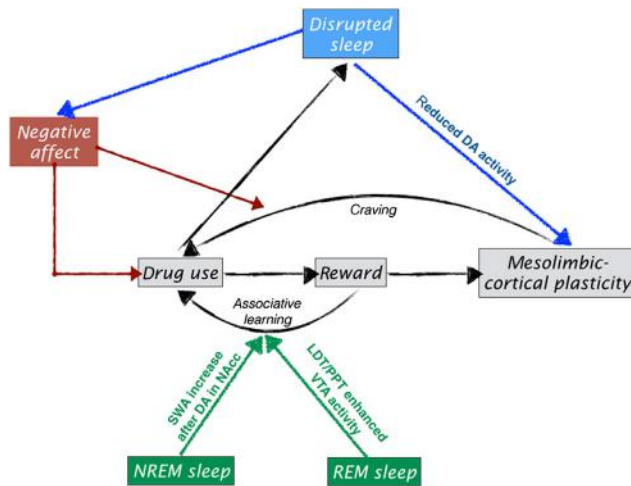 Disrupted
sleep
Negative
affect
Reduced DA activity
Craving
Drug use
Reward
Mesolimbic-
cortical plasticity
Associative
learning
SWA increase
after DA in NAcc
LDT/PPT enhanced
VTA activity
NREM sleep
REM sleep